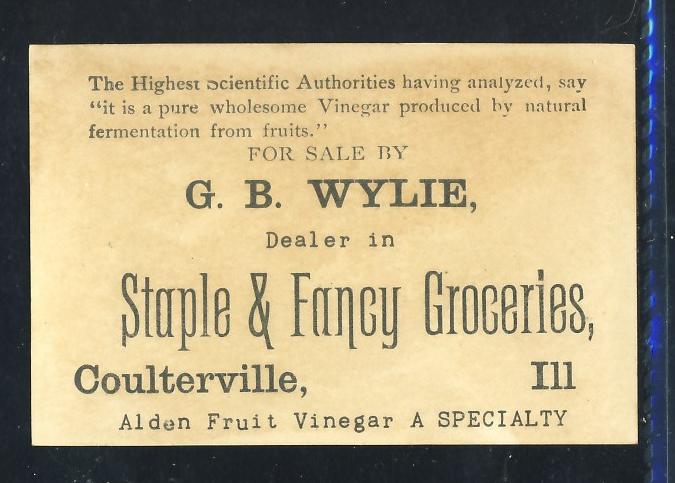 The Highest Scientific Authorities having analyzed, say
"it is a pure wholesome Vinegar produced by natural
fermentation from fruits."
FOR SALE BY
G. B. WYLIE,
Dealer in
Staple & Fancy Groceries,
Coulterville, Ill
Alden Fruit Vinegar A SPECIALTY